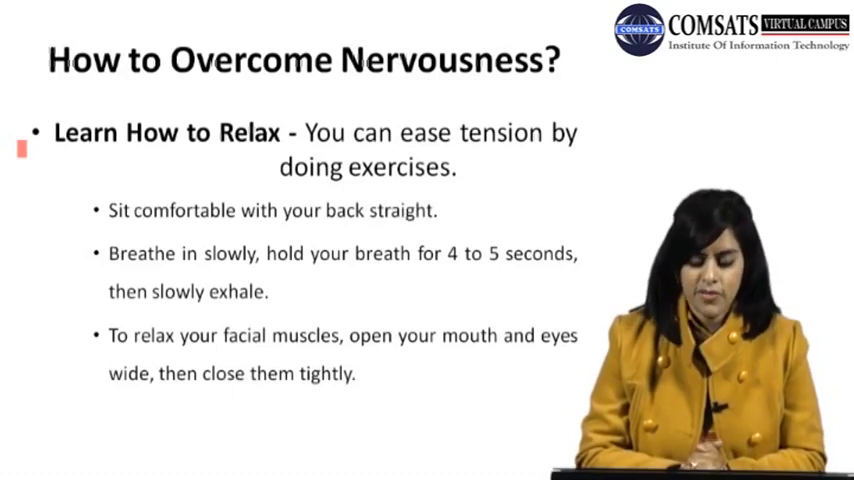 COMSATS VIRTUAL CAMPUS
COMSATS
Institute Of Information Technology
How to Overcome Nervousness?
• Learn How to Relax - You can ease tension by
doing exercises.
• Sit comfortable with your back straight.
• Breathe in slowly, hold your breath for 4 to 5 seconds,
then slowly exhale.
• To relax your facial muscles, open your mouth and eyes
wide, then close them tightly.